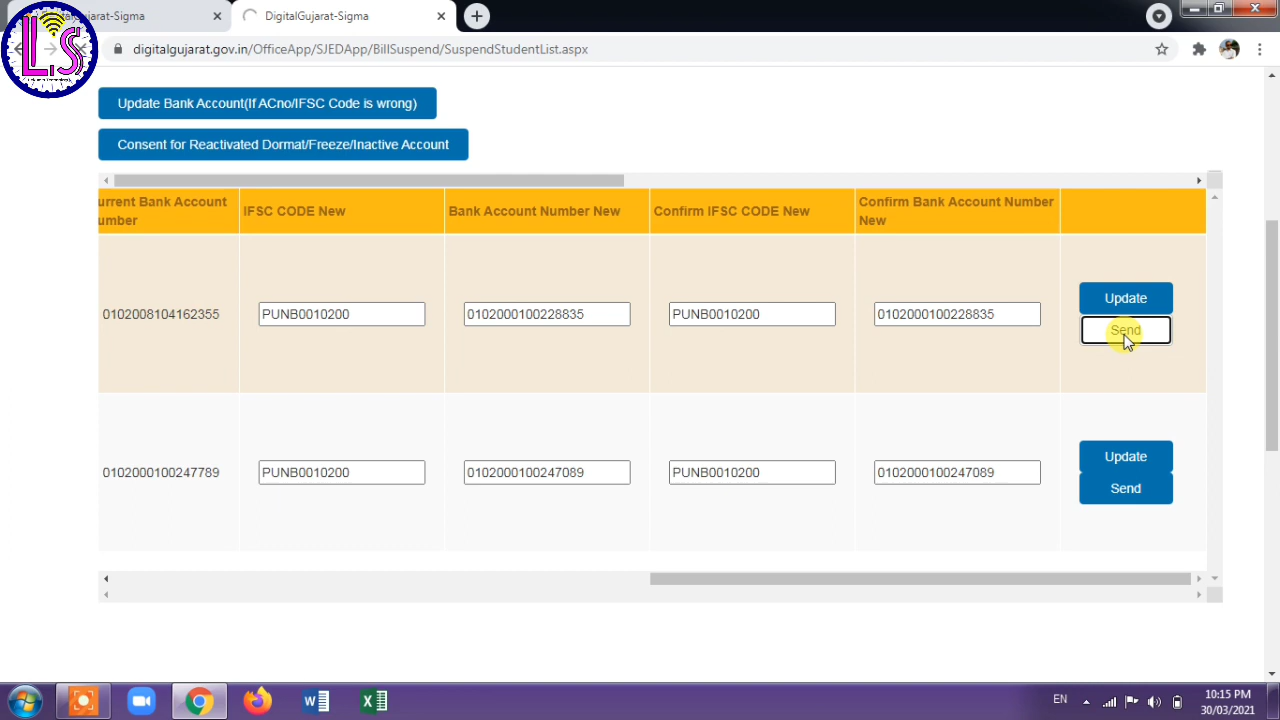 DigitalGujarat-Sigma
DigitalGujarat-Sigma
LS
digitalgujarat.gov.in/OfficeApp/SJEDApp/BillSuspend/SuspendStudentList.aspx
Update Bank Account(If ACno/IFSC Code is wrong)
Consent for Reactivated Dormat/Freeze/Inactive Account
urrent Bank Account
umber
IFSC CODE New
Bank Account Number New
Confirm IFSC CODE New
Confirm Bank Account Number
New
0102008104162355
PUNB0010200
0102000100228835
PUNB0010200
0102000100228835
Update
Send
0102000100247789
PUNB0010200
0102000100247089
PUNB0010200
0102000100247089
Update
Send
EN
10:15 PM
30/03/2021